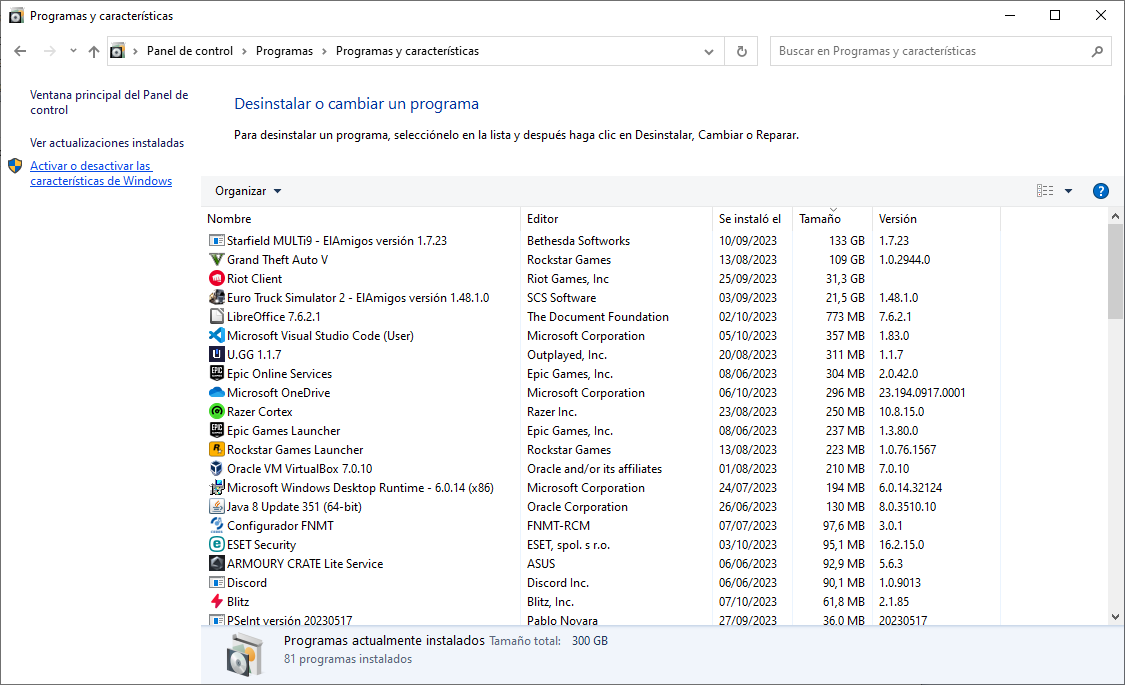 Programas y características
Panel de control > Programas > Programas y características
Buscar en Programas y características
Ventana principal del Panel de
control
Ver actualizaciones instaladas
Activar o desactivar las
características de Windows
Desinstalar o cambiar un programa
Para desinstalar un programa, selecciónelo en la lista y después haga clic en Desinstalar, Cambiar o Reparar.
Organizar
Nombre Editor Se instaló el Tamaño Versión
Starfield MULTi9 - ElAmigos versión 1.7.23 Bethesda Softworks 10/09/2023 133 GB 1.7.23
Grand Theft Auto V Rockstar Games 13/08/2023 109 GB 1.0.2944.0
Riot Client Riot Games, Inc 25/09/2023 31,3 GB
Euro Truck Simulator 2 - ElAmigos versión 1.48.1.0 SCS Software 03/09/2023 21,5 GB 1.48.1.0
LibreOffice 7.6.2.1 The Document Foundation 02/10/2023 773 MB 7.6.2.1
Microsoft Visual Studio Code (User) Microsoft Corporation 05/10/2023 357 MB 1.83.0
U.GG 1.1.7 Outplayed, Inc. 20/08/2023 311 MB 1.1.7
Epic Online Services Epic Games, Inc. 08/06/2023 304 MB 2.0.42.0
Microsoft OneDrive Microsoft Corporation 06/10/2023 296 MB 23.194.0917.0001
Razer Cortex Razer Inc. 23/08/2023 250 MB 10.8.15.0
Epic Games Launcher Epic Games, Inc. 08/06/2023 237 MB 1.3.80.0
Rockstar Games Launcher Rockstar Games 13/08/2023 223 MB 1.0.76.1567
Oracle VM VirtualBox 7.0.10 Oracle and/or its affiliates 01/08/2023 210 MB 7.0.10
Microsoft Windows Desktop Runtime - 6.0.14 (x86) Microsoft Corporation 24/07/2023 194 MB 6.0.14.32124
Java 8 Update 351 (64-bit) Oracle Corporation 26/06/2023 130 MB 8.0.3510.10
Configurador FNMT FNMT-RCM 07/07/2023 97,6 MB 3.0.1
ESET Security ESET, spol. s r.o. 03/10/2023 95,1 MB 16.2.15.0
ARMOURY CRATE Lite Service ASUS 06/06/2023 92,9 MB 5.6.3
Discord Discord Inc. 06/06/2023 90,1 MB 1.0.9013
Blitz Blitz, Inc. 07/10/2023 61,8 MB 2.1.85
PSeInt versión 20230517 Pablo Novara 27/09/2023 36,0 MB 20230517
Programas actualmente instalados Tamaño total: 300 GB
81 programas instalados